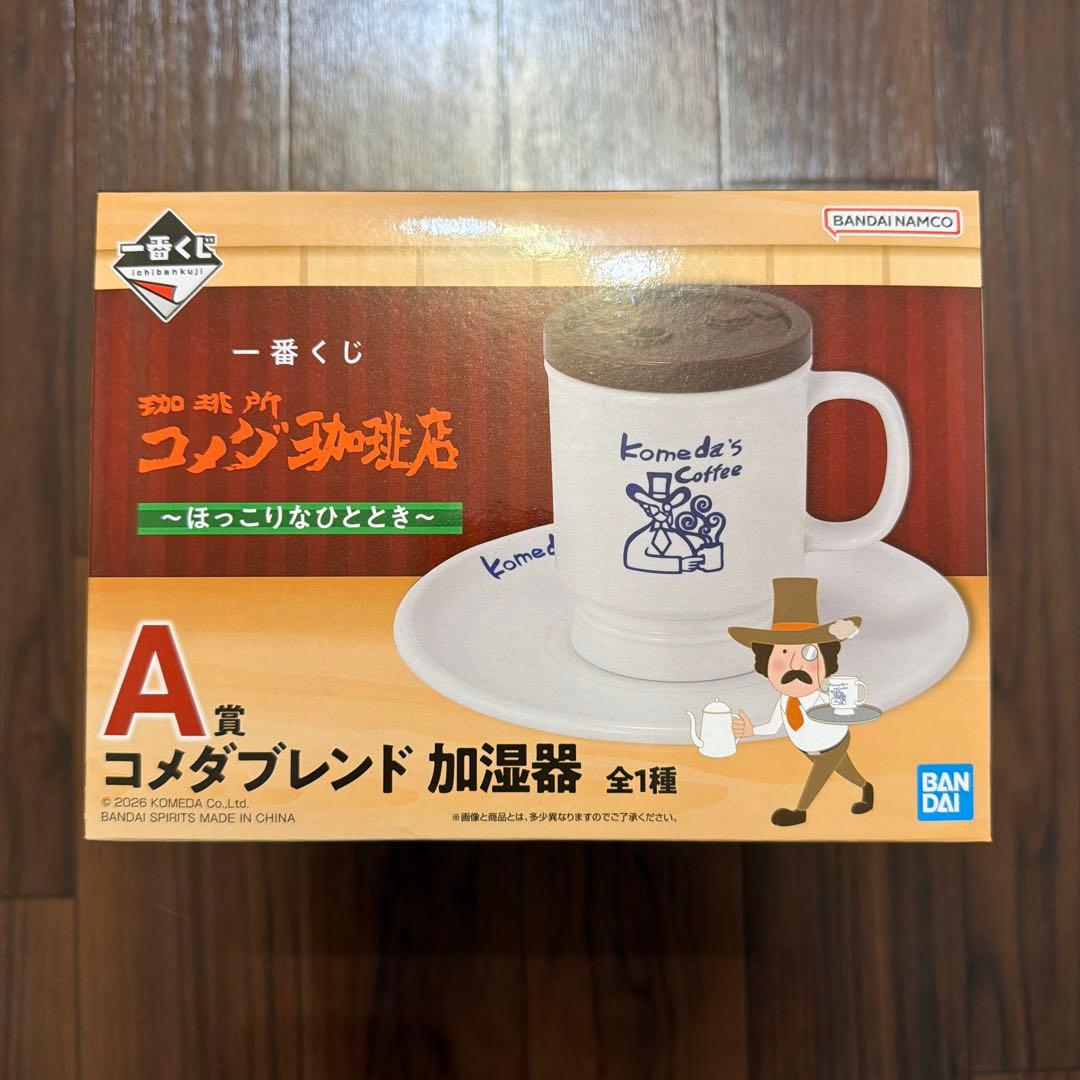 一番くじ
ichibankuji
BANDAI NAMCO
一番くじ
珈琲所
コメダ珈琲店
～ほっこりなひととき～
Komeda's
Coffee
Komed
Komeda's
A賞
コメダブレンド 加湿器 全1種
© 2026 KOMEDA Co.,Ltd.
BANDAI SPIRITS MADE IN CHINA
※画像と商品とは、多少異なりますのでご了承ください。
BAN
DAI